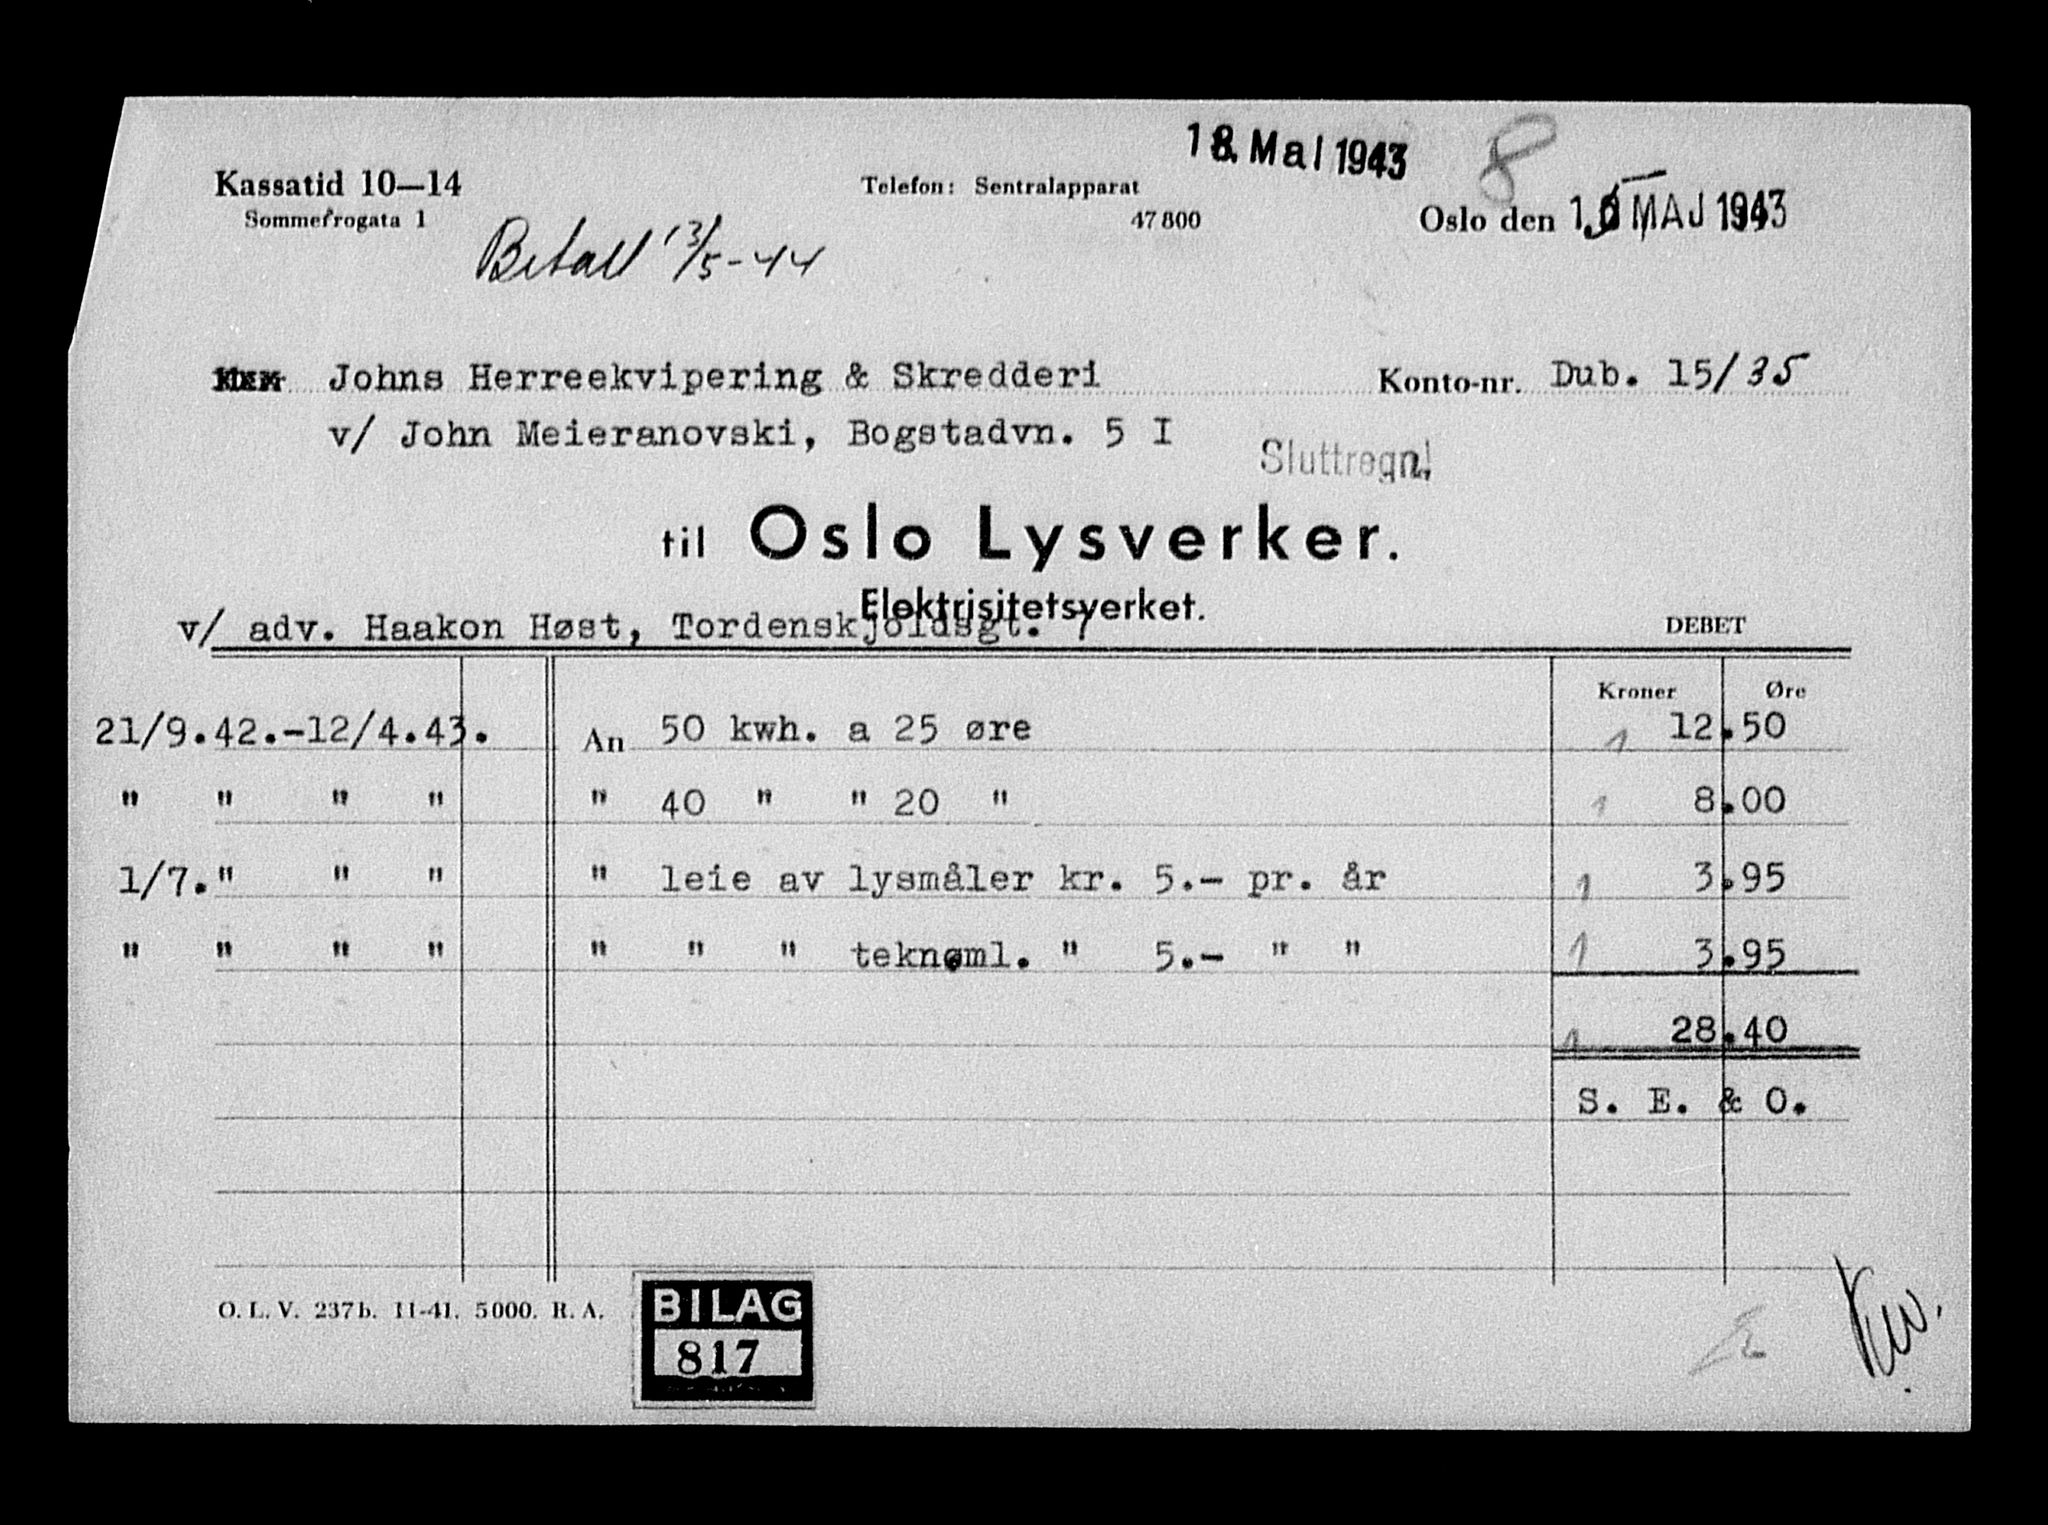 18. Mai 1943
8
Kassatid 10—14
Telefon: Sentralapparat
Sommerrogata 1
47 800
Oslo den MAJ 1943
Betalt 13/5-44
Johns Herreekvipering & Skredderi
Konto-nr. Dub. 15/35
v/ John Meieranovski, Bogstadvn. 5 I
Sluttregn.
til Oslo Lysverker.
Elektrisitetsverket.
v/ adv. Haakon Høst, Tordenskjoldsgt. 7
DEBET
Kroner Øre
21/9.42.-12/4.43. An 50 kwh. a 25 øre 12.50
" " " " " 40 " " 20 " 8.00
1/7." " " " leie av lysmåler kr. 5.- pr. år 3.95
" " " " " " " teknøml. " 5.- " " 3.95
28.40
S. E. & O.
O. L. V. 237b. 11-41. 5000. R. A.
BILAG
817